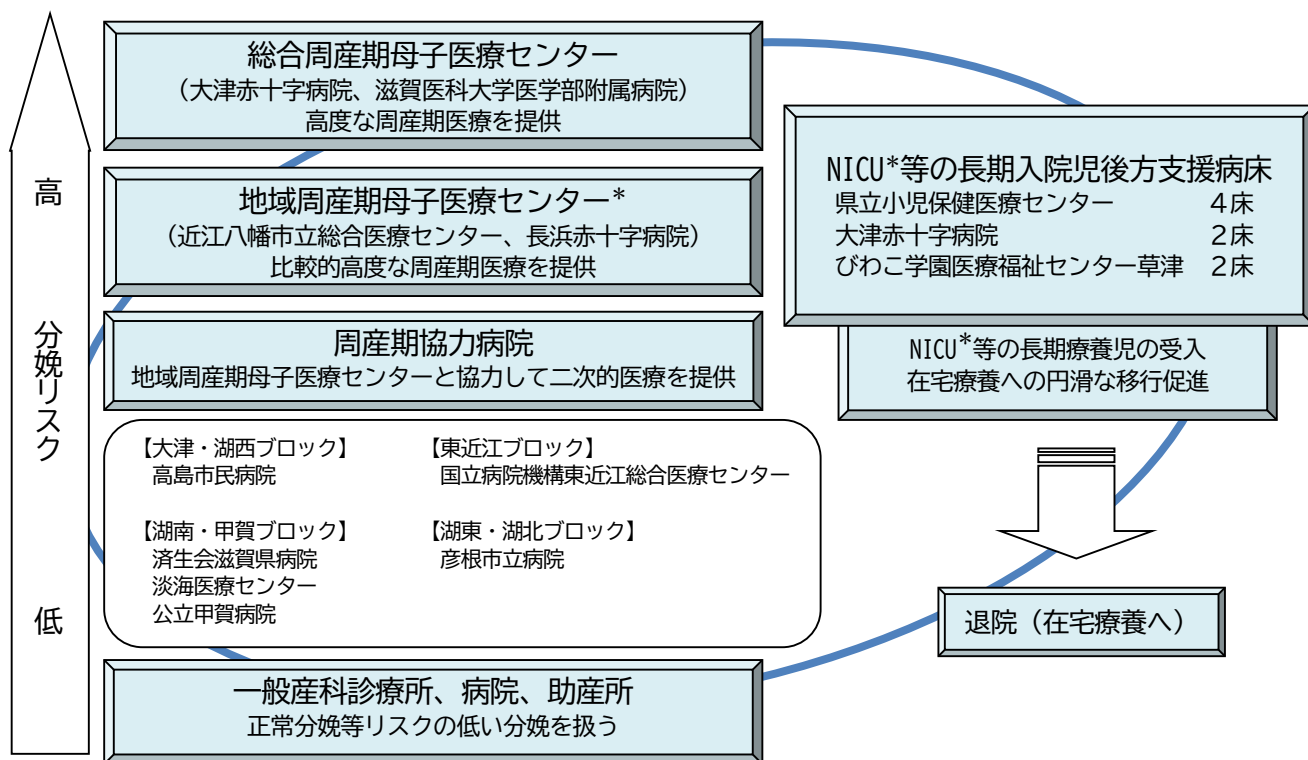 高
分娩リスク
低
総合周産期母子医療センター
（大津赤十字病院、滋賀医科大学医学部附属病院）
高度な周産期医療を提供
地域周産期母子医療センター*
（近江八幡市立総合医療センター、長浜赤十字病院）
比較的高度な周産期医療を提供
周産期協力病院
地域周産期母子医療センターと協力して二次的医療を提供
【大津・湖西ブロック】
高島市民病院
【東近江ブロック】
国立病院機構東近江総合医療センター
【湖南・甲賀ブロック】
済生会滋賀県病院
淡海医療センター
公立甲賀病院
【湖東・湖北ブロック】
彦根市立病院
一般産科診療所、病院、助産所
正常分娩等リスクの低い分娩を扱う
NICU*等の長期入院児後方支援病床
県立小児保健医療センター 4床
大津赤十字病院 2床
びわこ学園医療福祉センター草津 2床
NICU*等の長期療養児の受入
在宅療養への円滑な移行促進
退院（在宅療養へ）